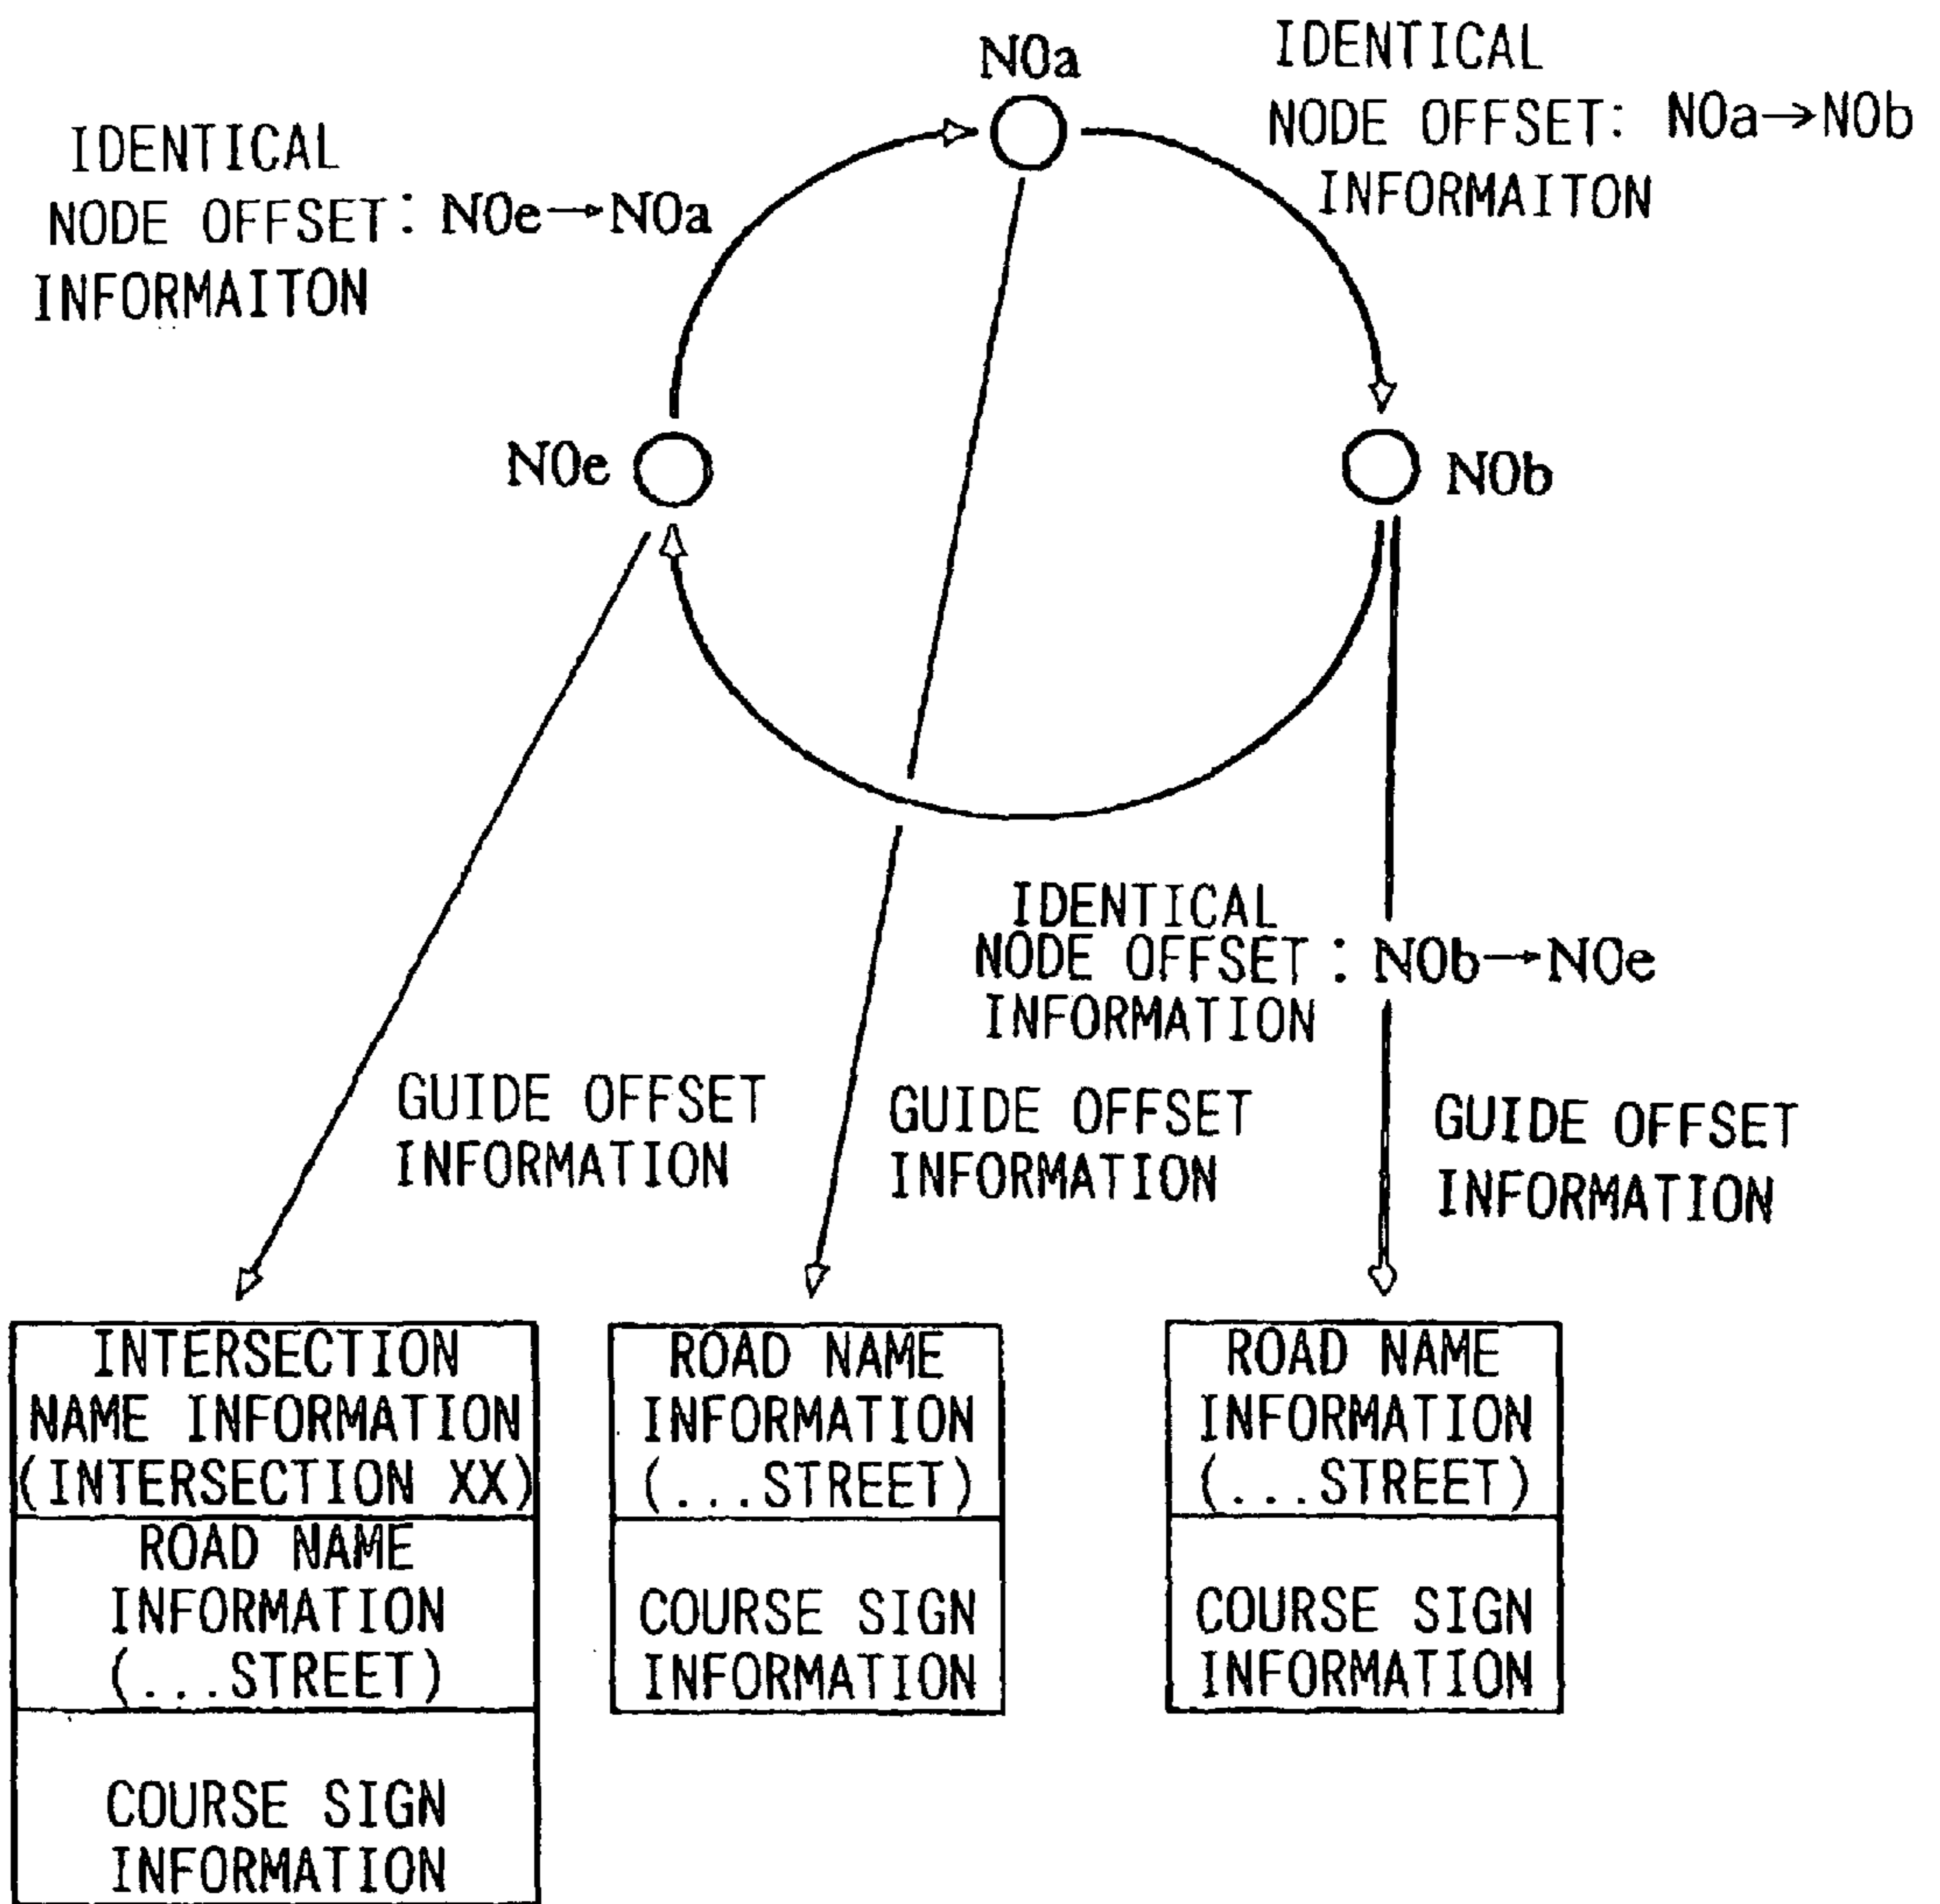 N0a
IDENTICAL
NODE OFFSET: N0a→N0b
INFORMAITON
IDENTICAL
NODE OFFSET: N0e→N0a
INFORMAITON
N0e
N0b
IDENTICAL
NODE OFFSET: N0b→N0e
INFORMATION
GUIDE OFFSET
INFORMATION
GUIDE OFFSET
INFORMATION
GUIDE OFFSET
INFORMATION
INTERSECTION
NAME INFORMATION
(INTERSECTION XX)
ROAD NAME
INFORMATION
(...STREET)
COURSE SIGN
INFORMATION
ROAD NAME
INFORMATION
(...STREET)
COURSE SIGN
INFORMATION
ROAD NAME
INFORMATION
(...STREET)
COURSE SIGN
INFORMATION